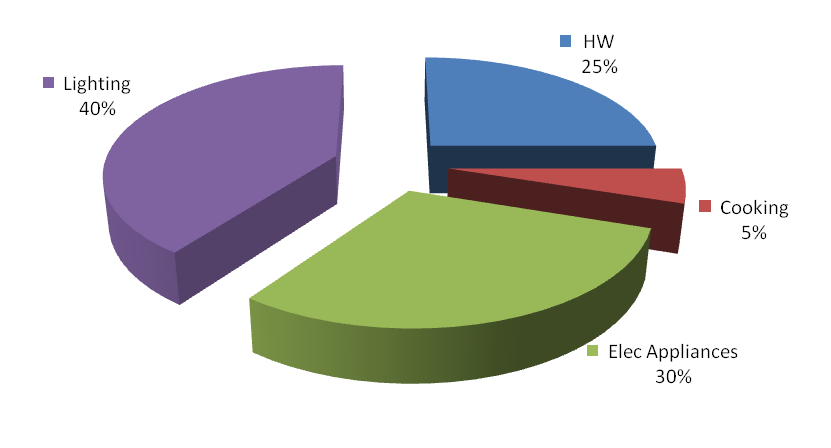 HW
25%
Lighting
40%
Cooking
5%
Elec Appliances
30%